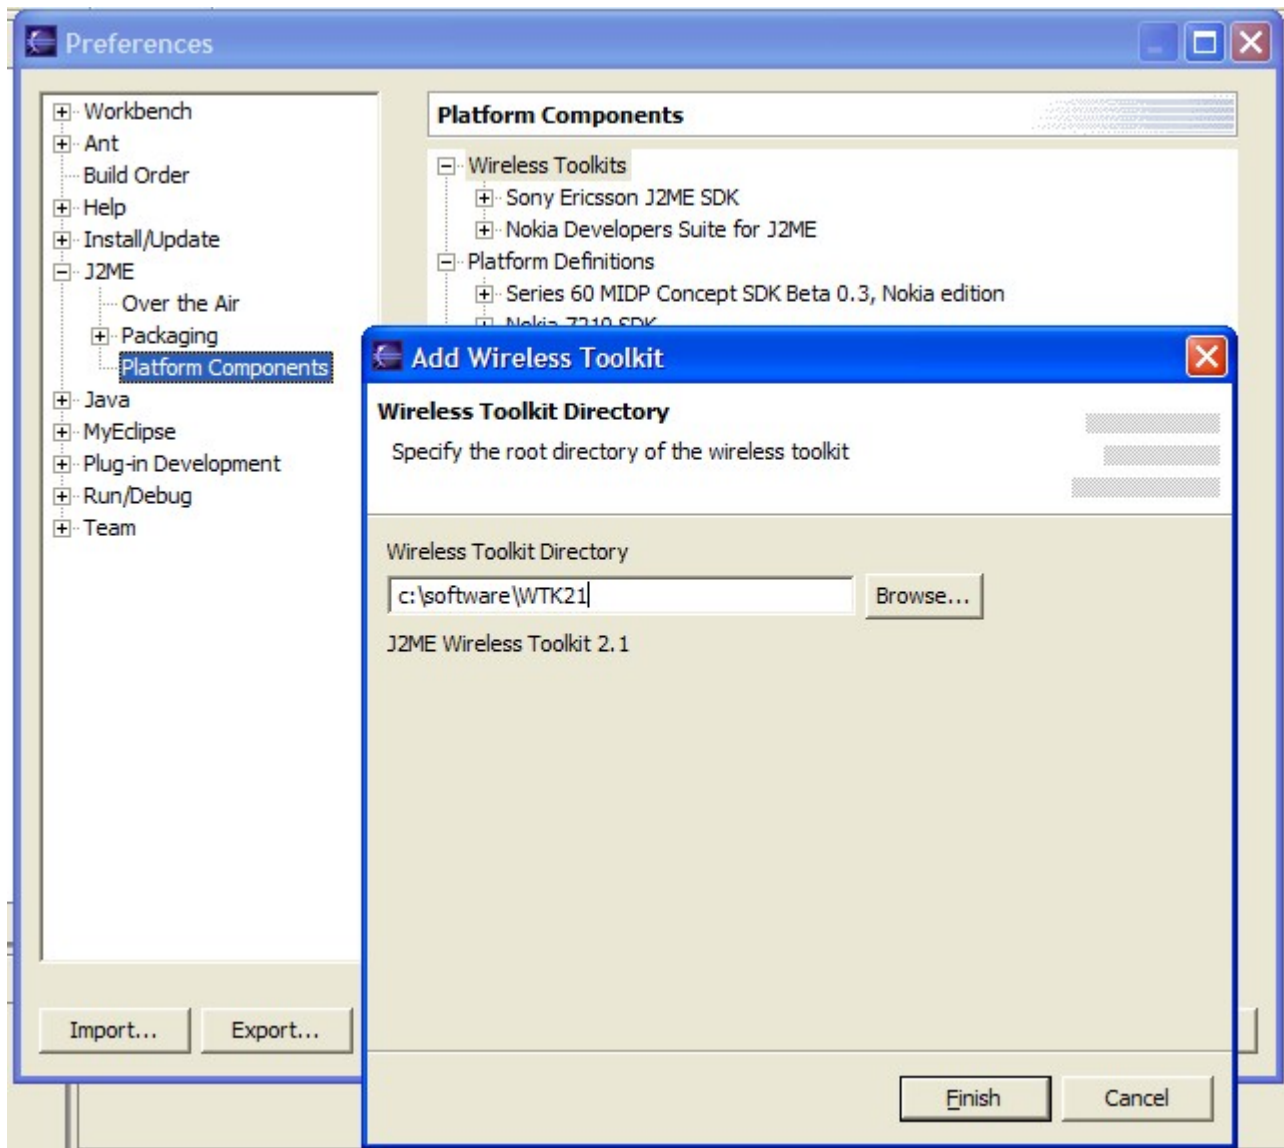 Preferences
Workbench
Ant
Build Order
Help
Install/Update
J2ME
Over the Air
Packaging
Platform Components
Java
MyEclipse
Plug-in Development
Run/Debug
Team
Platform Components
Wireless Toolkits
Sony Ericsson J2ME SDK
Nokia Developers Suite for J2ME
Platform Definitions
Series 60 MIDP Concept SDK Beta 0.3, Nokia edition
Nokia 7210 SDK
Add Wireless Toolkit
Wireless Toolkit Directory
Specify the root directory of the wireless toolkit
Wireless Toolkit Directory
c:\software\WTK21
Browse...
J2ME Wireless Toolkit 2.1
Import...
Export...
Finish
Cancel